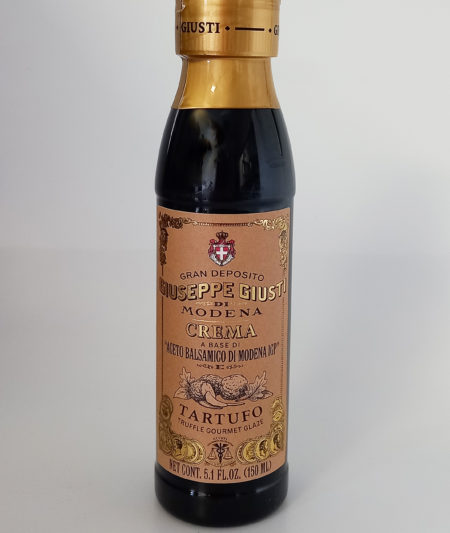 GIUSTI
GRAN DEPOSITO
GIUSEPPE GIUSTI
DI
MODENA
CREMA
A BASE DI
"ACETO BALSAMICO DI MODENA IGP"
E
TARTUFO
TRUFFLE GOURMET GLAZE
NET CONT. 5.1 FL.OZ. (150 ML)